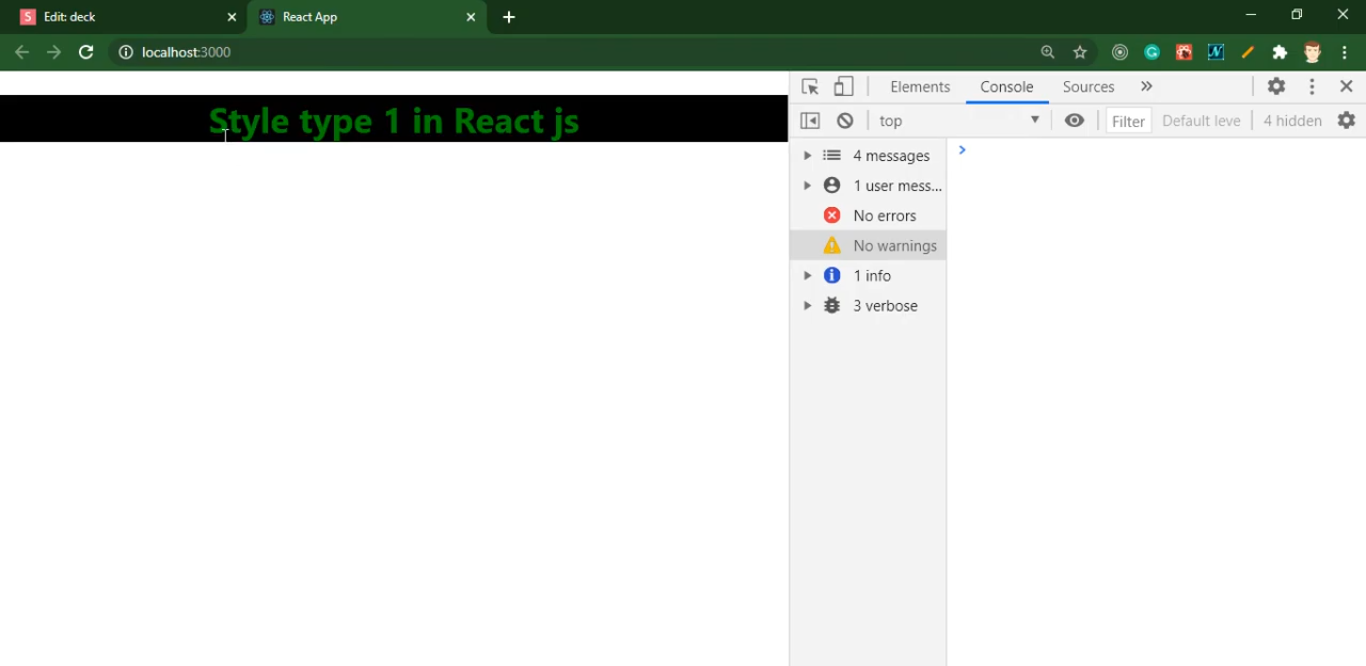 S Edit: deck
React App
localhost:3000
Style type 1 in React js
Elements Console Sources
top Filter Default leve 4 hidden
4 messages
1 user mess...
No errors
No warnings
1 info
3 verbose